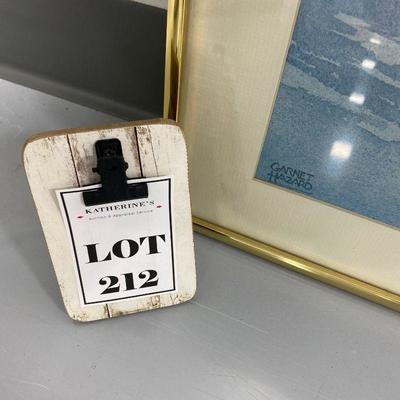 KATHERINE'S
Auction & Appraisal Service
LOT
212
GARNET
HAZARD